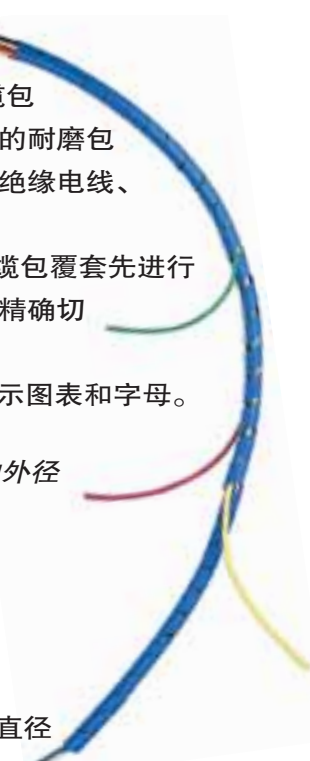 包
的耐磨包
绝缘电线、
缆包覆套先进行
精确切
示图表和字母。
外径
直径